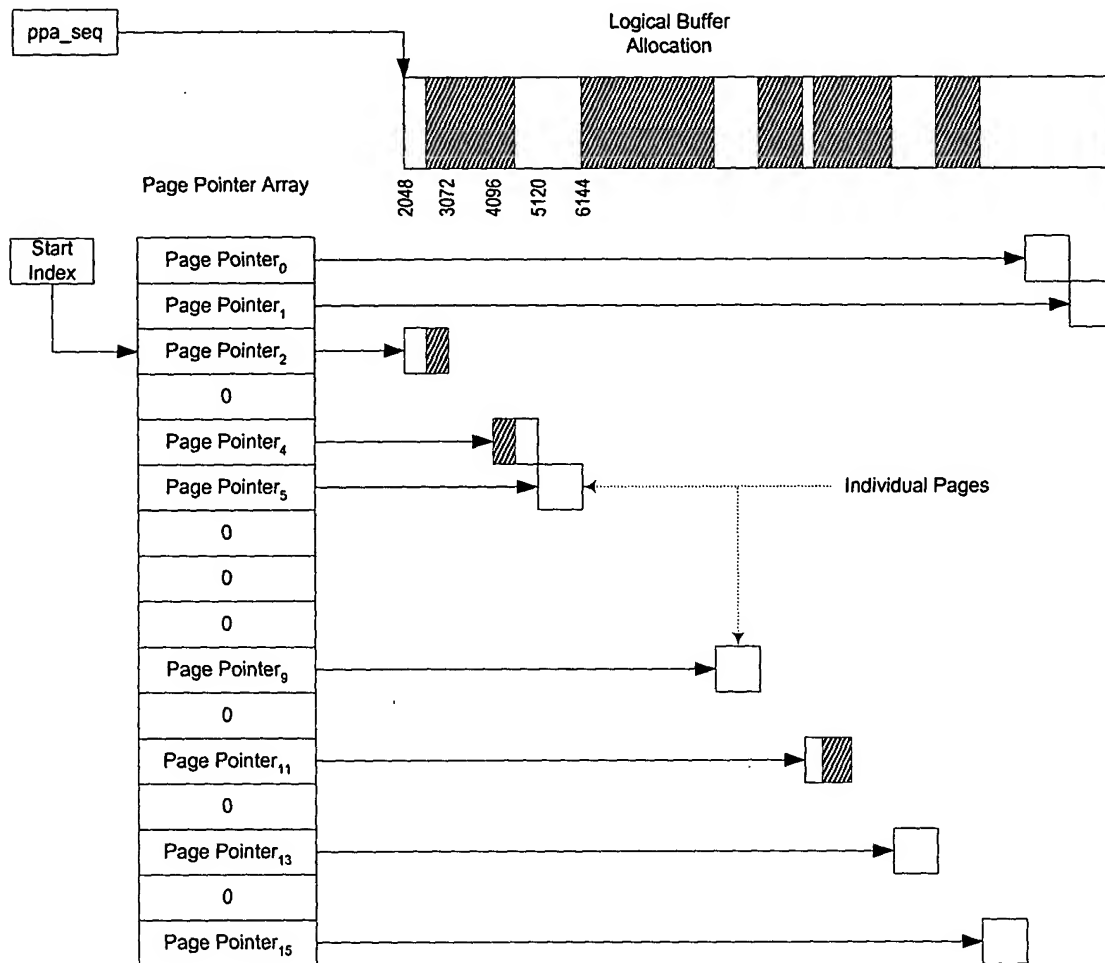 ppa_seq
Logical Buffer
Allocation
Page Pointer Array
2048
3072
4096
5120
6144
Start
Index
Page Pointer₀
Page Pointer₁
Page Pointer₂
0
Page Pointer₄
Page Pointer₅
Individual Pages
0
0
0
Page Pointer₉
0
Page Pointer₁₁
0
Page Pointer₁₃
0
Page Pointer₁₅